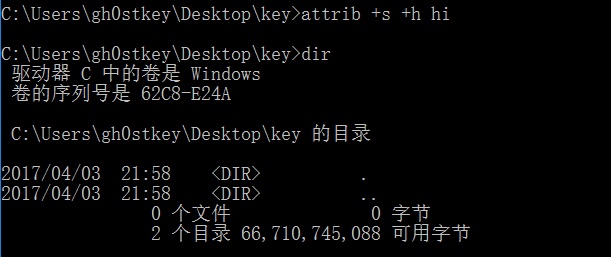 C:\Users\gh0stkey\Desktop\key>attrib +s +h hi
C:\Users\gh0stkey\Desktop\key>dir
驱动器 C 中的卷是 Windows
卷的序列号是 62C8-E24A
C:\Users\gh0stkey\Desktop\key 的目录
2017/04/03  21:58    <DIR>          .
2017/04/03  21:58    <DIR>          ..
0 个文件              0 字节
2 个目录 66,710,745,088 可用字节